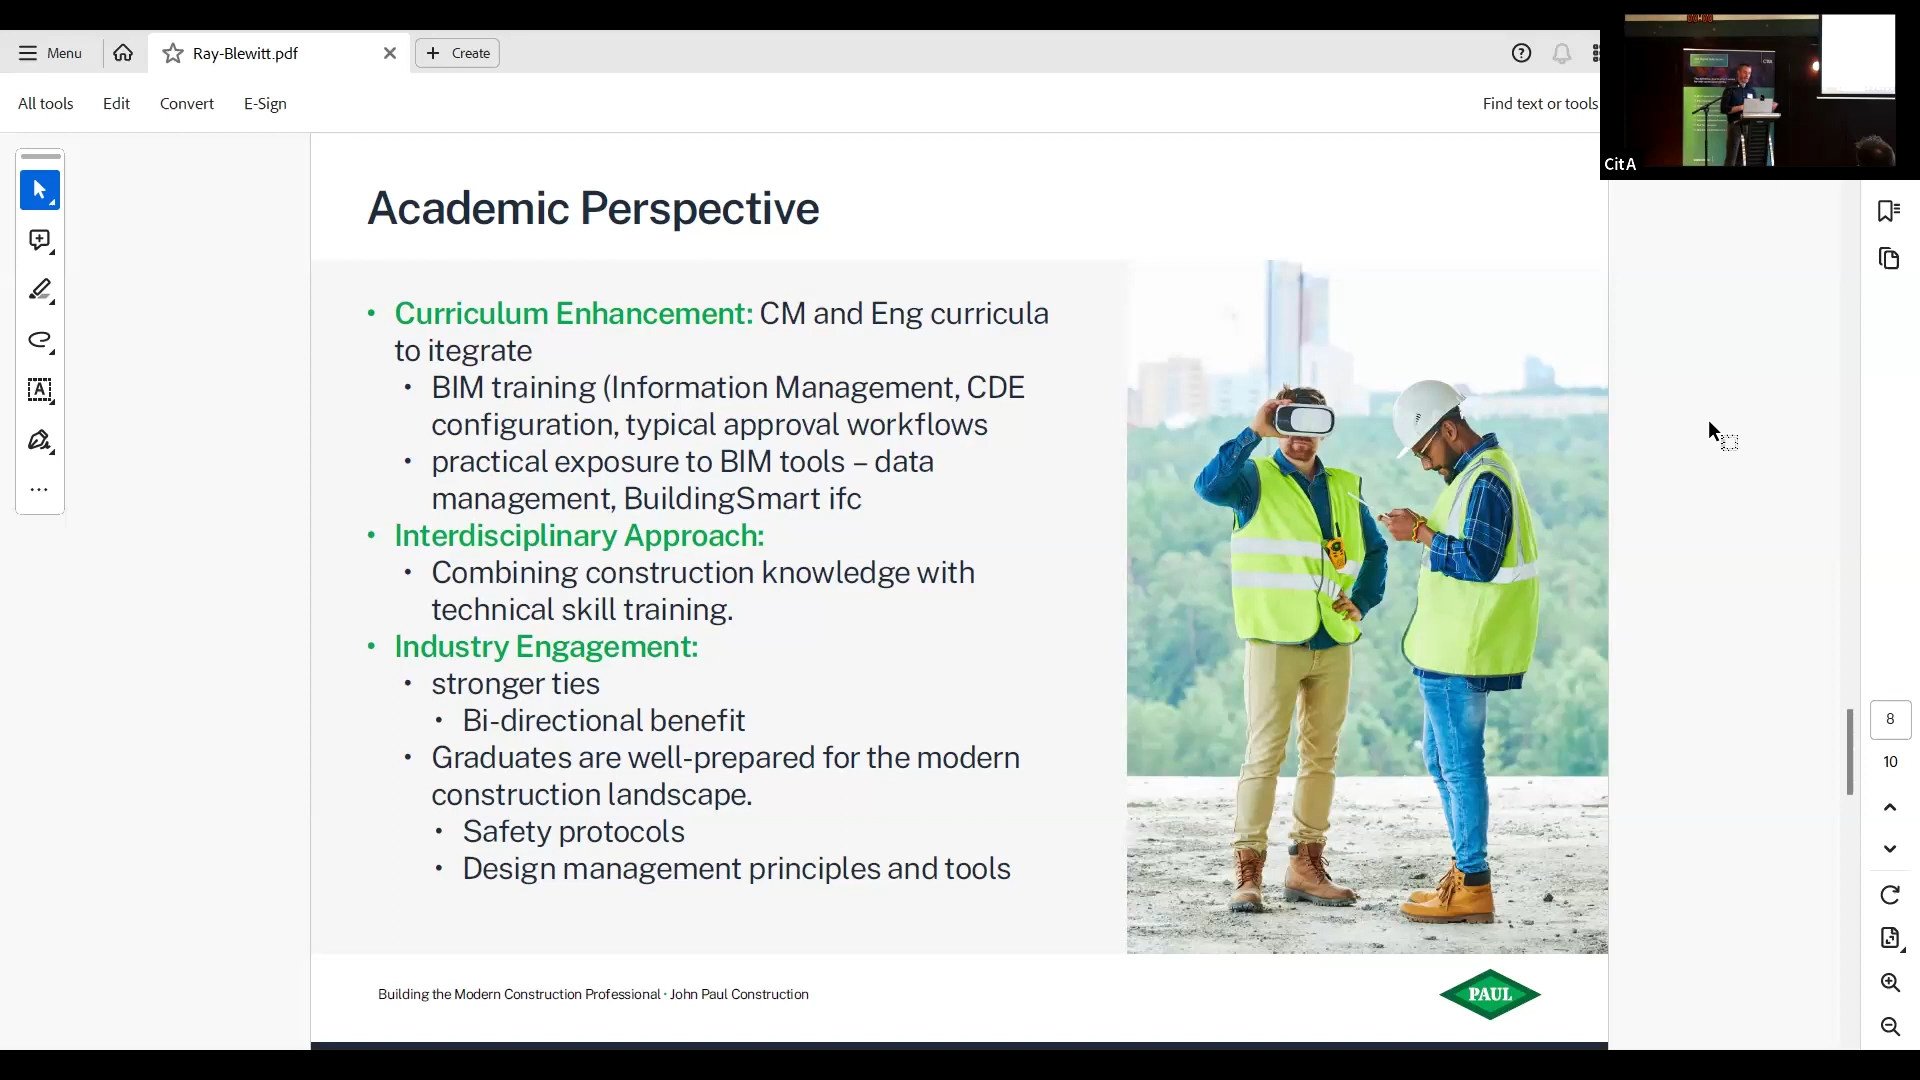 Menu
Ray-Blewitt.pdf
Create
All tools
Edit
Convert
E-Sign
Find text or tools
CitA
Academic Perspective
• Curriculum Enhancement: CM and Eng curricula
to itegrate
• BIM training (Information Management, CDE
configuration, typical approval workflows
• practical exposure to BIM tools – data
management, BuildingSmart ifc
• Interdisciplinary Approach:
• Combining construction knowledge with
technical skill training.
• Industry Engagement:
• stronger ties
• Bi-directional benefit
• Graduates are well-prepared for the modern
construction landscape.
• Safety protocols
• Design management principles and tools
Building the Modern Construction Professional · John Paul Construction
PAUL
8
10